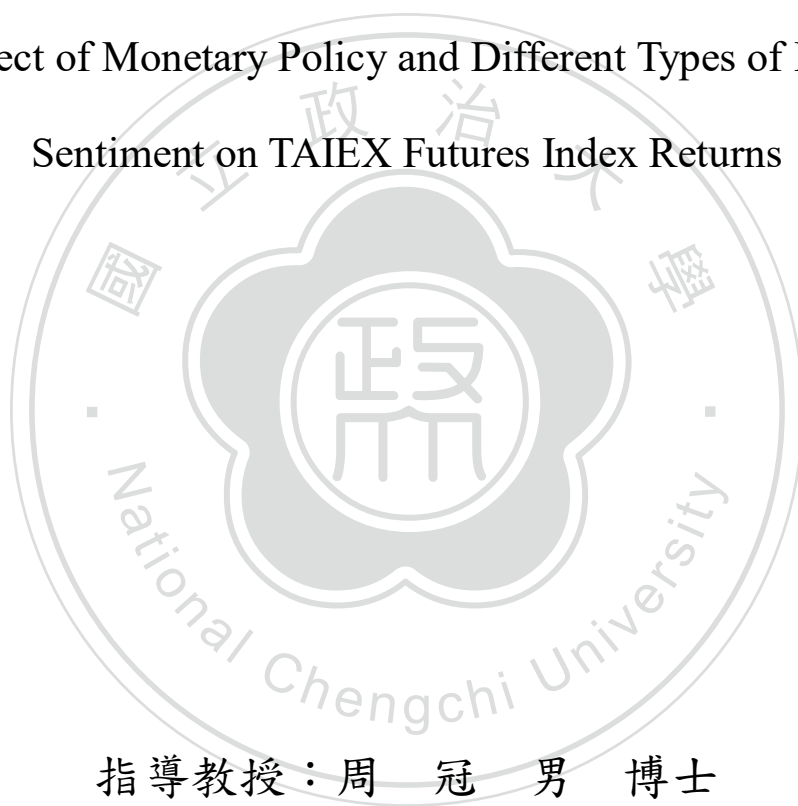 ect of Monetary Policy and Different Types of
Sentiment on TAIEX Futures Index Returns
國立政治大學
政
National Chengchi University
指導教授：周 冠 男 博士